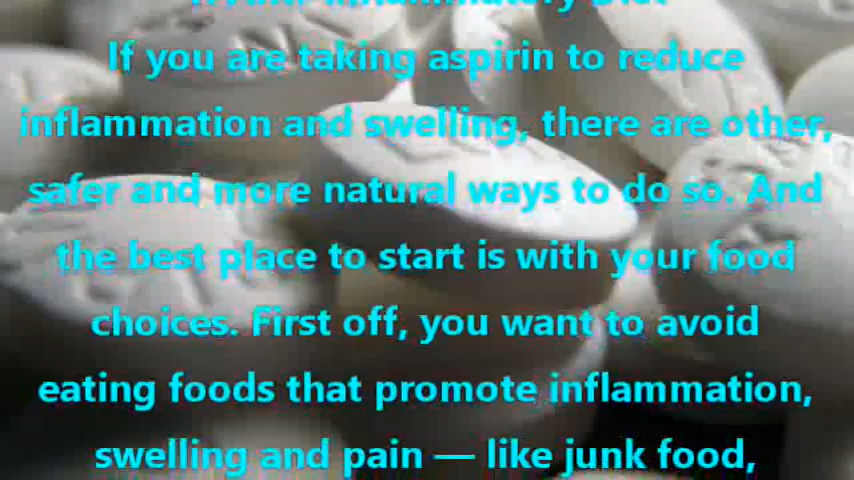 If you are taking aspirin to reduce
inflammation and swelling, there are other,
safer and more natural ways to do so. And
the best place to start is with your food
choices. First off, you want to avoid
eating foods that promote inflammation,
swelling and pain — like junk food,